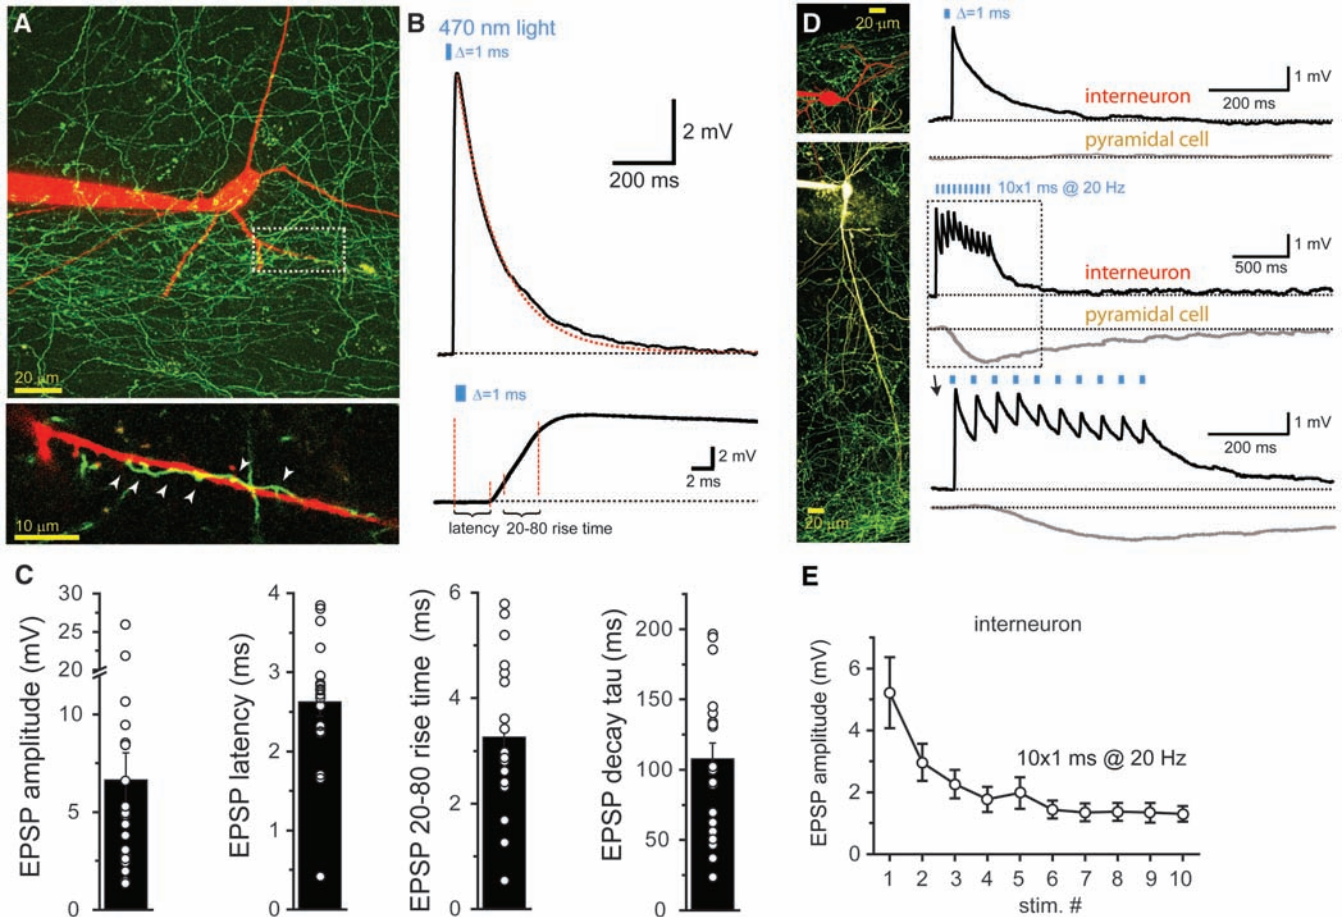 A
20 μm
10 μm
B
470 nm light
Δ=1 ms
2 mV
200 ms
Δ=1 ms
2 mV
2 ms
latency 20-80 rise time
C
EPSP amplitude (mV)
30
25
20
10
5
0
EPSP latency (ms)
4
3
2
1
0
EPSP 20-80 rise time (ms)
6
4
2
0
EPSP decay tau (ms)
200
150
100
50
0
D
20 μm
20 μm
Δ=1 ms
1 mV
200 ms
interneuron
pyramidal cell
10x1 ms @ 20 Hz
1 mV
500 ms
interneuron
pyramidal cell
1 mV
200 ms
E
interneuron
EPSP amplitude (mV)
6
4
2
0
10x1 ms @ 20 Hz
1 2 3 4 5 6 7 8 9 10
stim. #